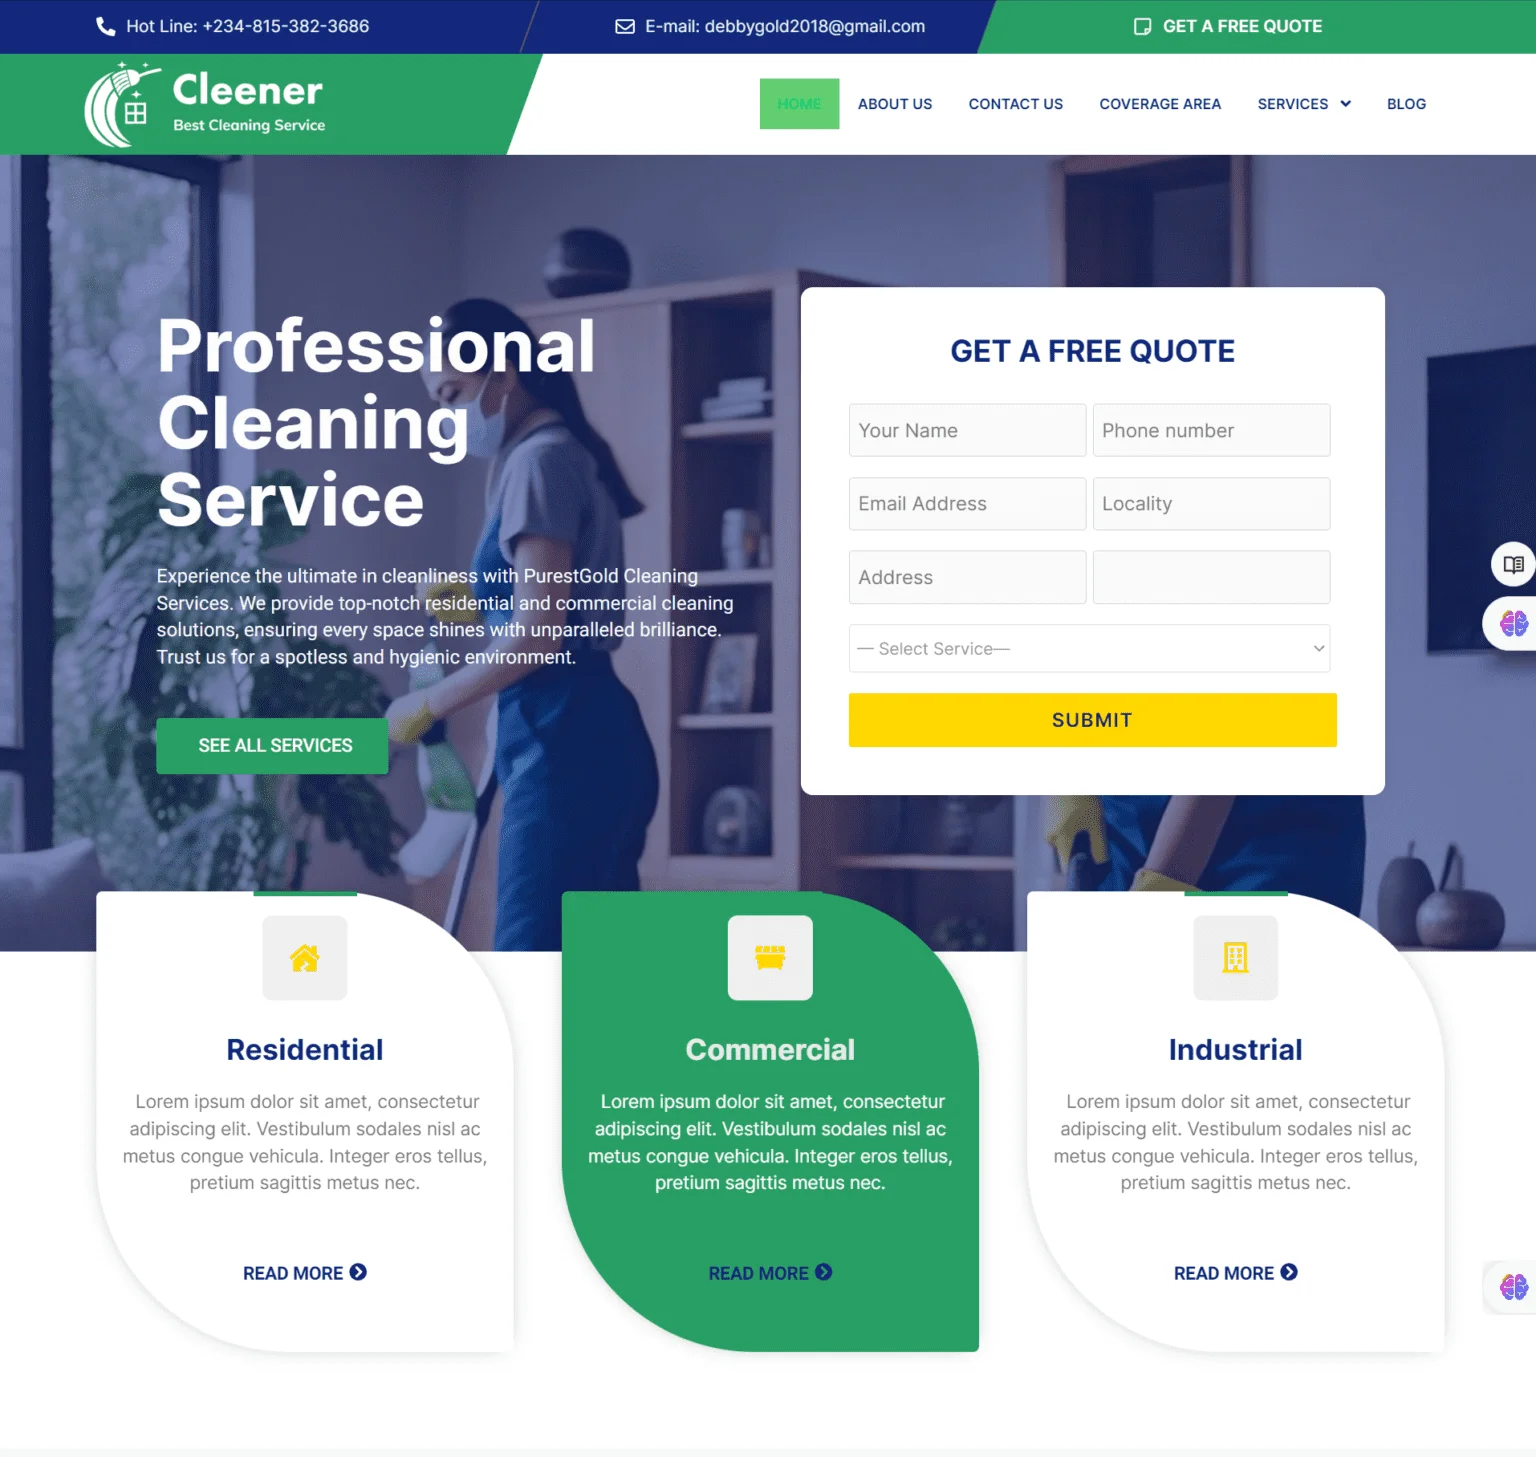 Hot Line: +234-815-382-3686
E-mail: debbygold2018@gmail.com
GET A FREE QUOTE
Cleener
Best Cleaning Service
HOME
ABOUT US
CONTACT US
COVERAGE AREA
SERVICES
BLOG
Professional
Cleaning
Service
Experience the ultimate in cleanliness with PurestGold Cleaning
Services. We provide top-notch residential and commercial cleaning
solutions, ensuring every space shines with unparalleled brilliance.
Trust us for a spotless and hygienic environment.
SEE ALL SERVICES
GET A FREE QUOTE
Your Name
Phone number
Email Address
Locality
Address
— Select Service—
SUBMIT
Residential
Lorem ipsum dolor sit amet, consectetur
adipiscing elit. Vestibulum sodales nisl ac
metus congue vehicula. Integer eros tellus,
pretium sagittis metus nec.
READ MORE
Commercial
Lorem ipsum dolor sit amet, consectetur
adipiscing elit. Vestibulum sodales nisl ac
metus congue vehicula. Integer eros tellus,
pretium sagittis metus nec.
READ MORE
Industrial
Lorem ipsum dolor sit amet, consectetur
adipiscing elit. Vestibulum sodales nisl ac
metus congue vehicula. Integer eros tellus,
pretium sagittis metus nec.
READ MORE